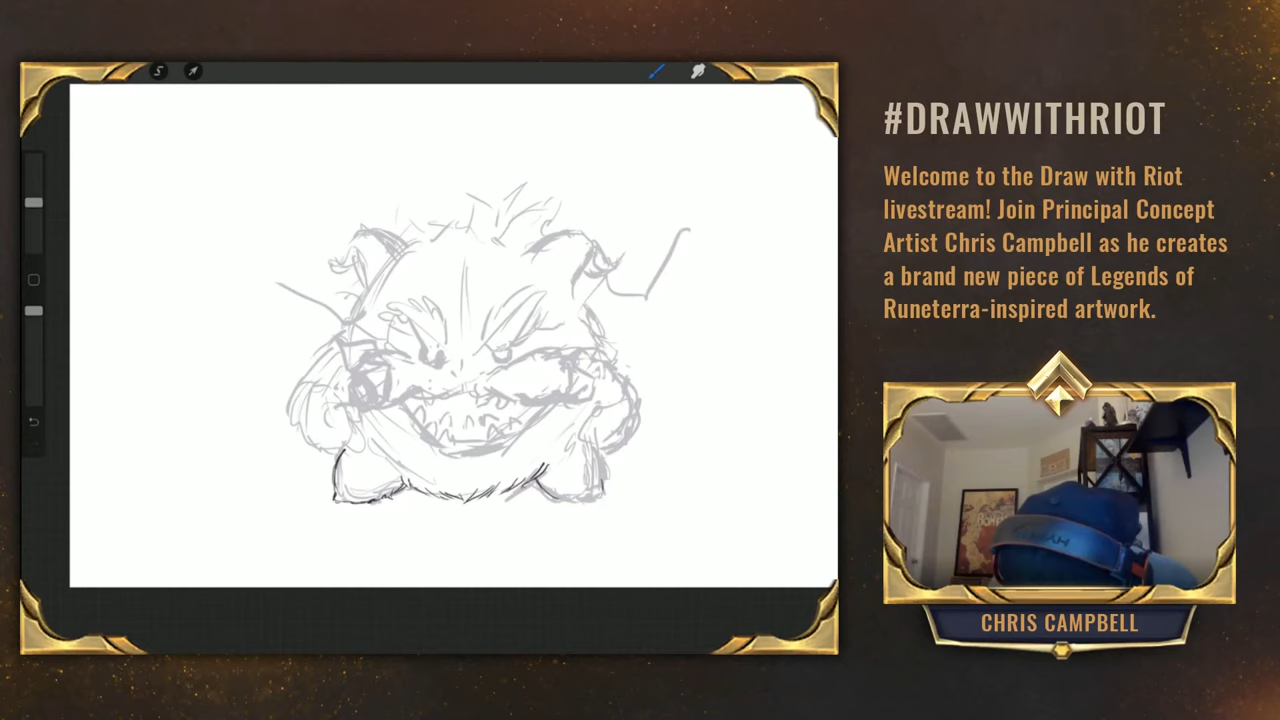 #DRAWWITHRIOT
Welcome to the Draw with Riot
livestream! Join Principal Concept
Artist Chris Campbell as he creates
a brand new piece of Legends of
Runeterra-inspired artwork.
CHRIS CAMPBELL